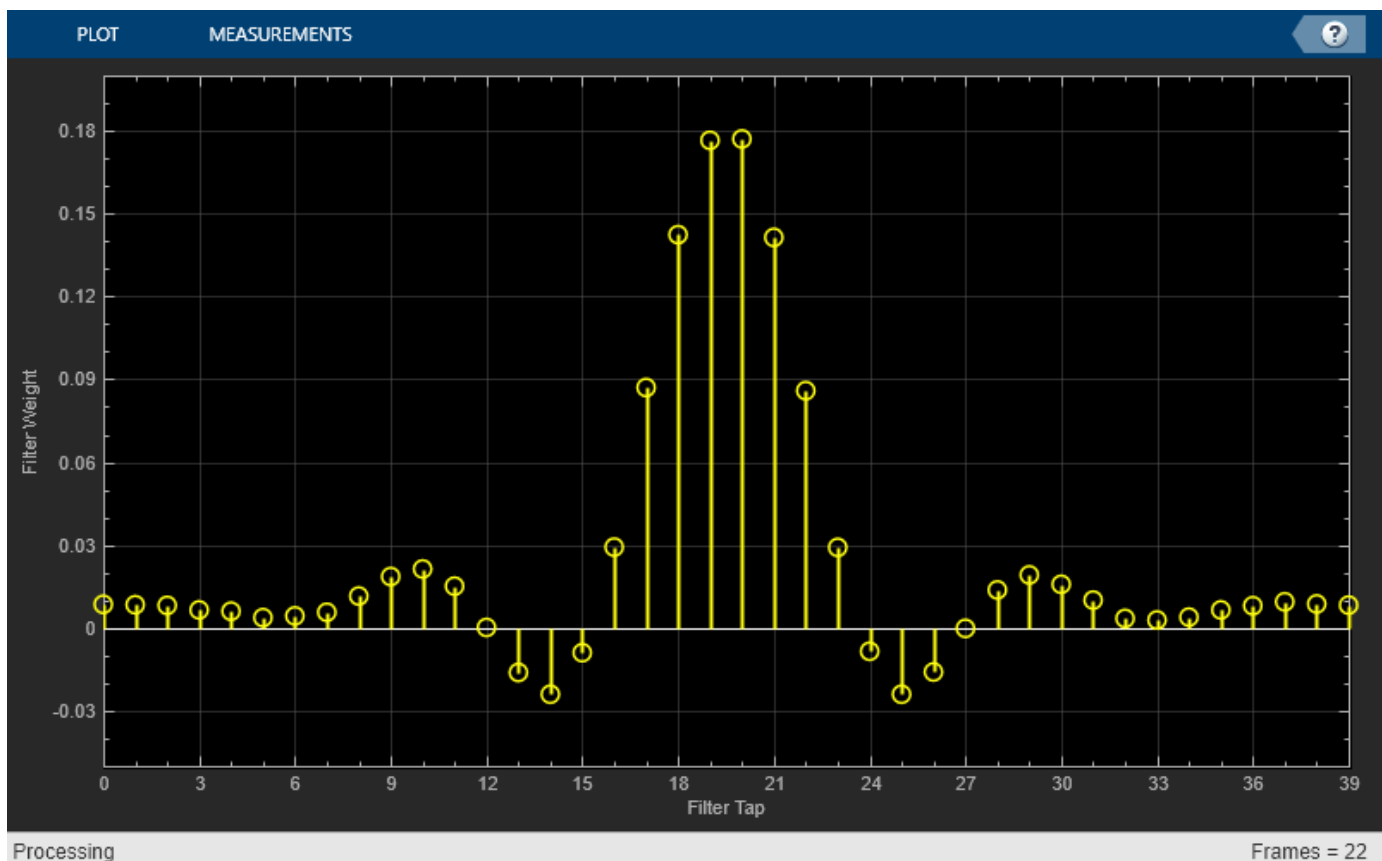 PLOT MEASUREMENTS ?
0.18
0.15
0.12
0.09
0.06
0.03
0
-0.03
Filter Weight
0 3 6 9 12 15 18 21 24 27 30 33 36 39
Filter Tap
Processing Frames = 22